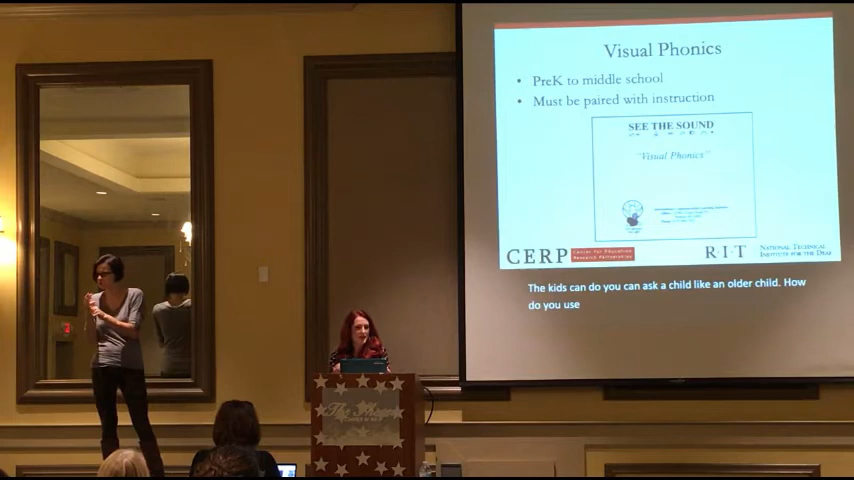 Visual Phonics
• PreK to middle school
• Must be paired with instruction
SEE THE SOUND
"Visual Phonics"
CERP Center for Education Research Partnerships
R·I·T NATIONAL TECHNICAL INSTITUTE FOR THE DEAF
The kids can do you can ask a child like an older child. How
do you use